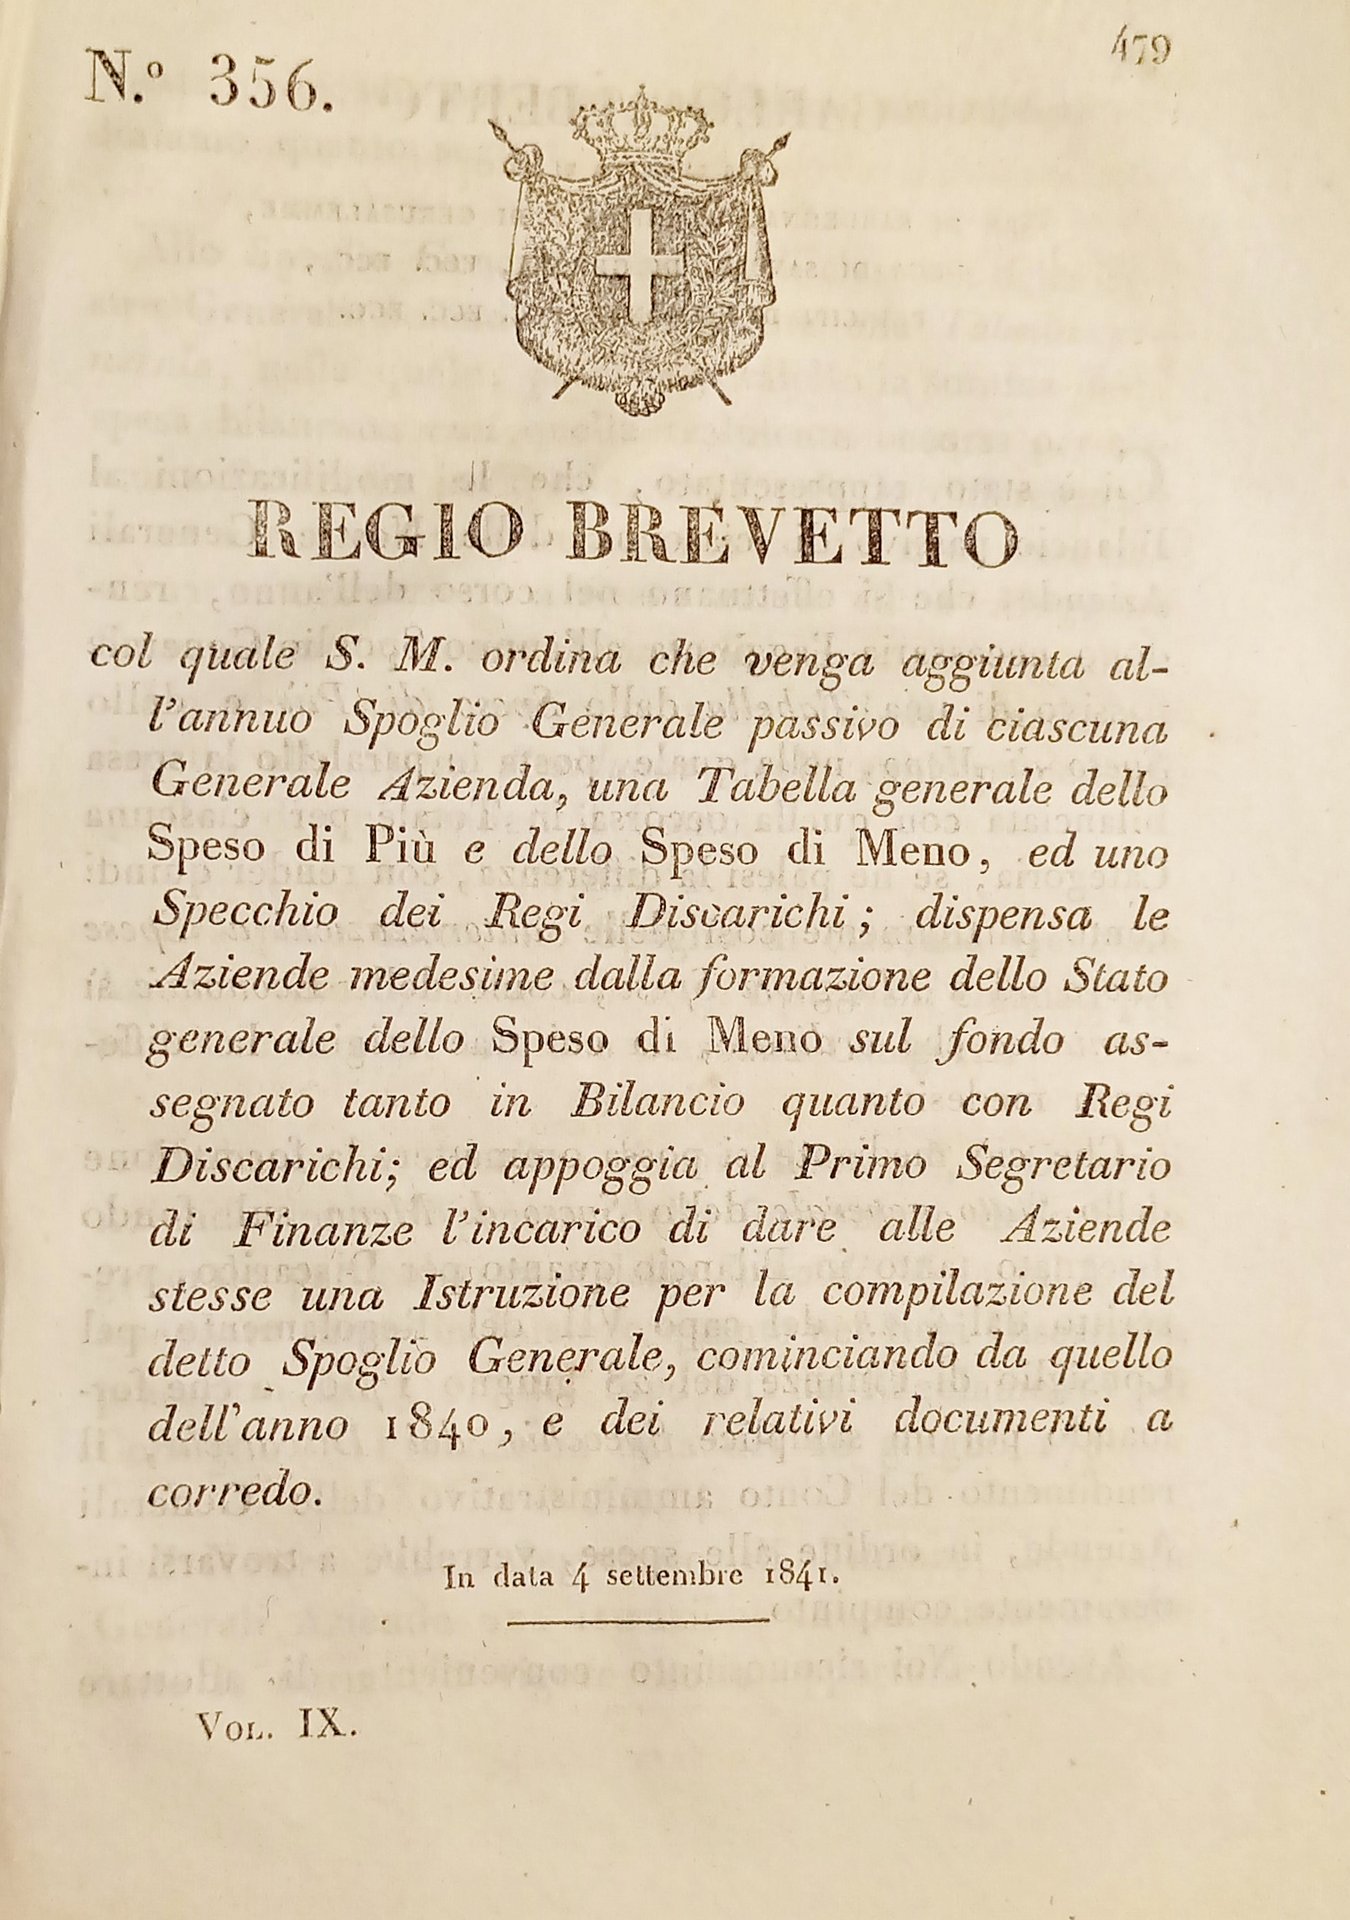 479
N.º 356.
REGIO BREVETTO
col quale S. M. ordina che venga aggiunta al-
l'annuo Spoglio Generale passivo di ciascuna
Generale Azienda, una Tabella generale dello
Speso di Più e dello Speso di Meno, ed uno
Specchio dei Regi Discarichi; dispensa le
Aziende medesime dalla formazione dello Stato
generale dello Speso di Meno sul fondo as-
segnato tanto in Bilancio quanto con Regi
Discarichi; ed appoggia al Primo Segretario
di Finanze l'incarico di dare alle Aziende
stesse una Istruzione per la compilazione del
detto Spoglio Generale, cominciando da quello
dell'anno 1840, e dei relativi documenti a
corredo.
In data 4 settembre 1841.
VOL. IX.